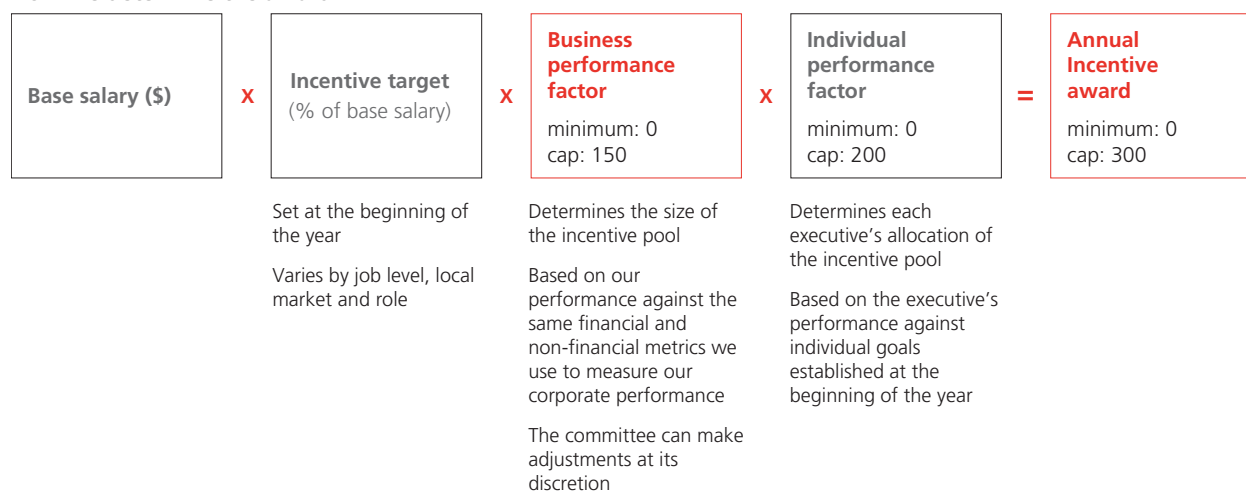 Base salary ($)
X
Incentive target
(% of base salary)
X
Business
performance
factor
minimum: 0
cap: 150
X
Individual
performance
factor
minimum: 0
cap: 200
=
Annual
Incentive
award
minimum: 0
cap: 300
Set at the beginning of
the year
Varies by job level, local
market and role
Determines the size of
the incentive pool
Based on our
performance against the
same financial and
non-financial metrics we
use to measure our
corporate performance
The committee can make
adjustments at its
discretion
Determines each
executive’s allocation of
the incentive pool
Based on the executive’s
performance against
individual goals
established at the
beginning of the year